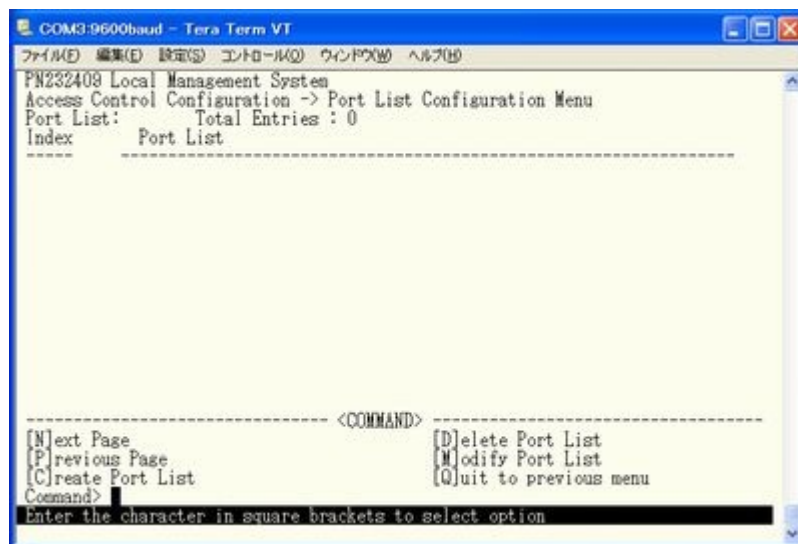 COM3:9600baud - Tera Term VT
ファイル(F) 編集(E) 設定(S) コントロール(O) ウィンドウ(W) ヘルプ(H)
PN232409 Local Management System
Access Control Configuration -> Port List Configuration Menu
Port List: Total Entries : 0
Index Port List
----- ----------------------------------------------------------------
-------------------------------- <COMMAND> -----------------------------------
[N]ext Page [D]elete Port List
[P]revious Page [M]odify Port List
[C]reate Port List [Q]uit to previous menu
Command>
Enter the character in square brackets to select option